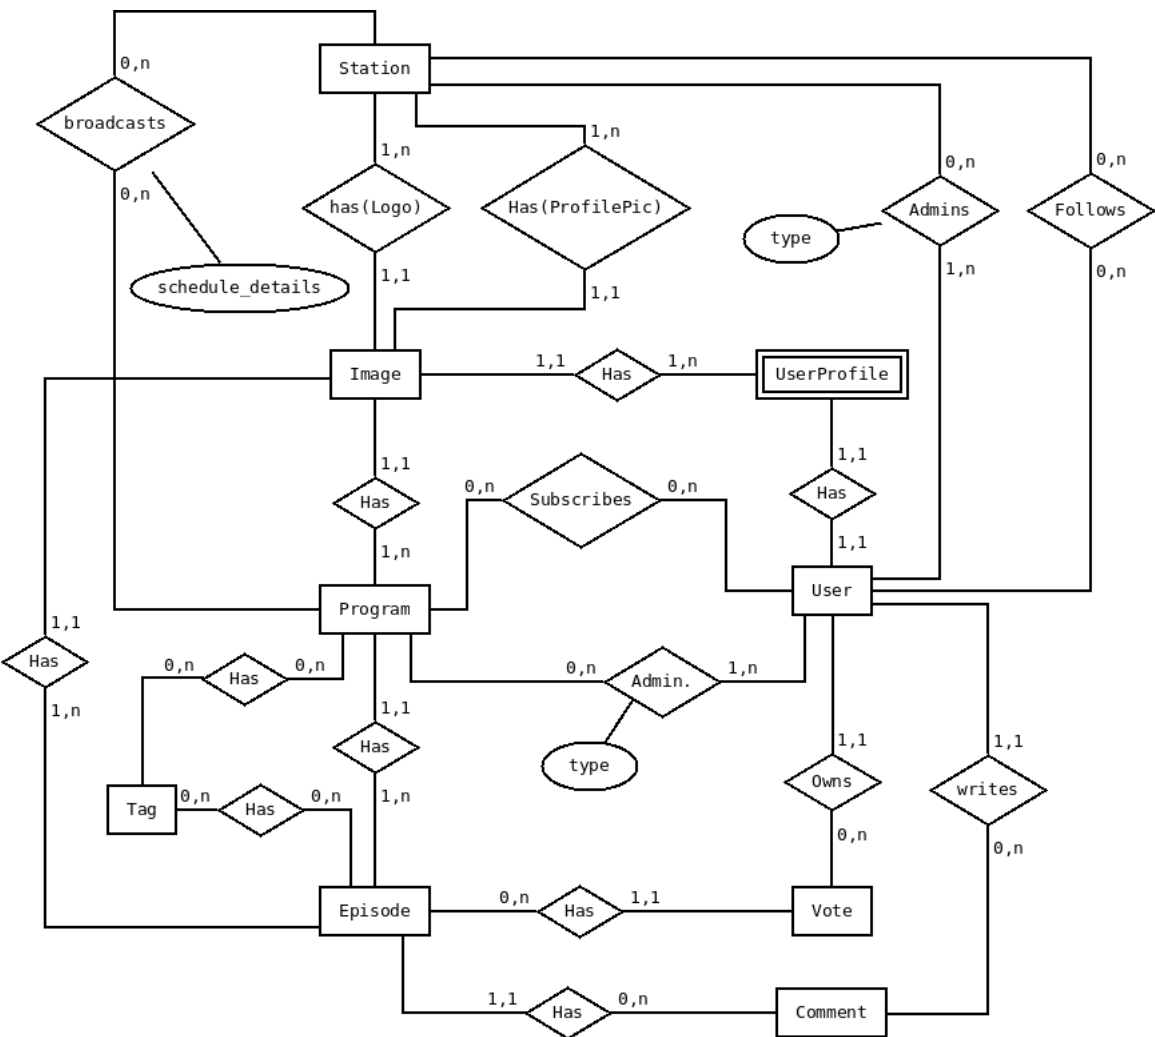 0,n
Station
broadcasts
1,n
1,n
0,n
0,n
0,n
has(Logo)
Has(ProfilePic)
Admins
Follows
type
1,1
1,n
0,n
schedule_details
1,1
1,1
1,n
Image
Has
UserProfile
1,1
1,1
0,n
0,n
Has
Subscribes
Has
1,n
1,1
User
Program
1,1
Has
0,n
0,n
0,n
1,n
Has
Admin.
1,n
1,1
1,1
1,1
Has
type
Owns
writes
0,n
0,n
1,n
Tag
Has
0,n
0,n
0,n
1,1
Episode
Has
Vote
1,1
0,n
Has
Comment